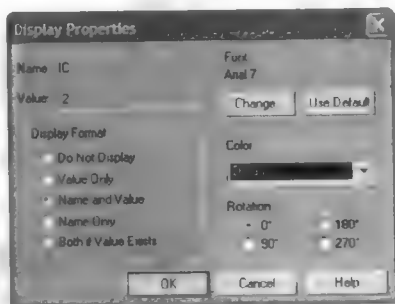 Display Properties
Name IC
Value 2
Font
Arial 7
Change
Use Default
Display Format
Do Not Display
Value Only
Name and Value
Name Only
Both if Value Exists
Color
Rotation
0° 180°
90° 270°
OK
Cancel
Help